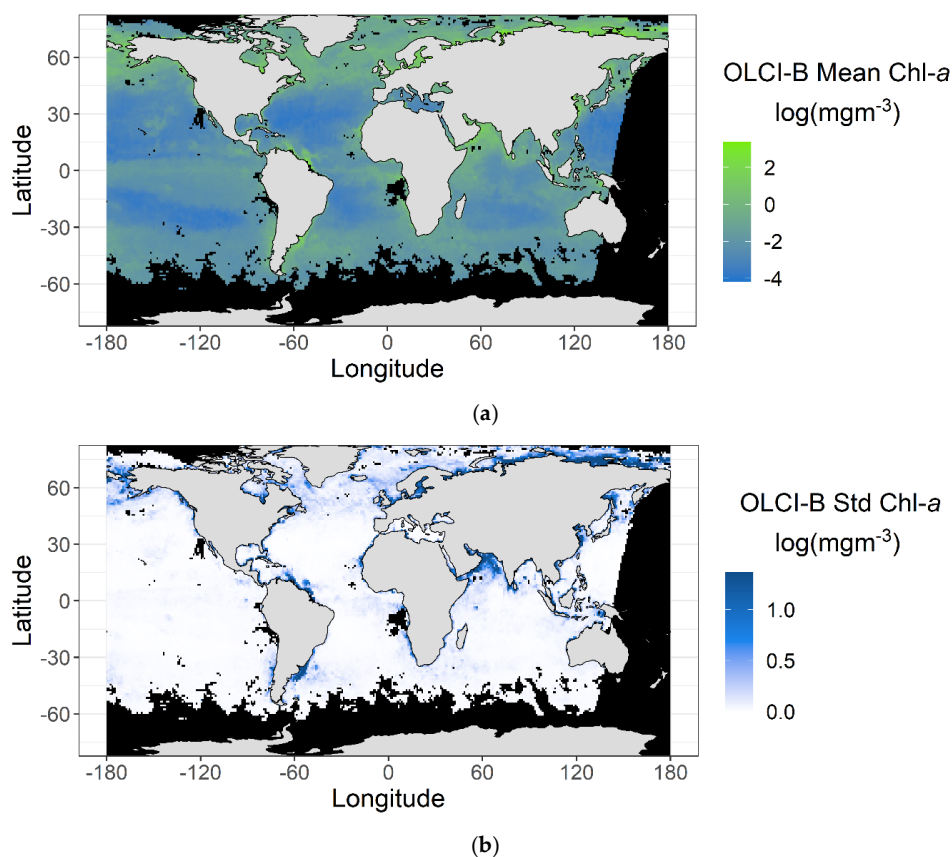 OLCI-B Mean Chl-a
log(mgm⁻³)
2
0
-2
-4
Latitude
60
30
0
-30
-60
-180 -120 -60 0 60 120 180
Longitude
(a)
OLCI-B Std Chl-a
log(mgm⁻³)
1.0
0.5
0.0
Latitude
60
30
0
-30
-60
-180 -120 -60 0 60 120 180
Longitude
(b)